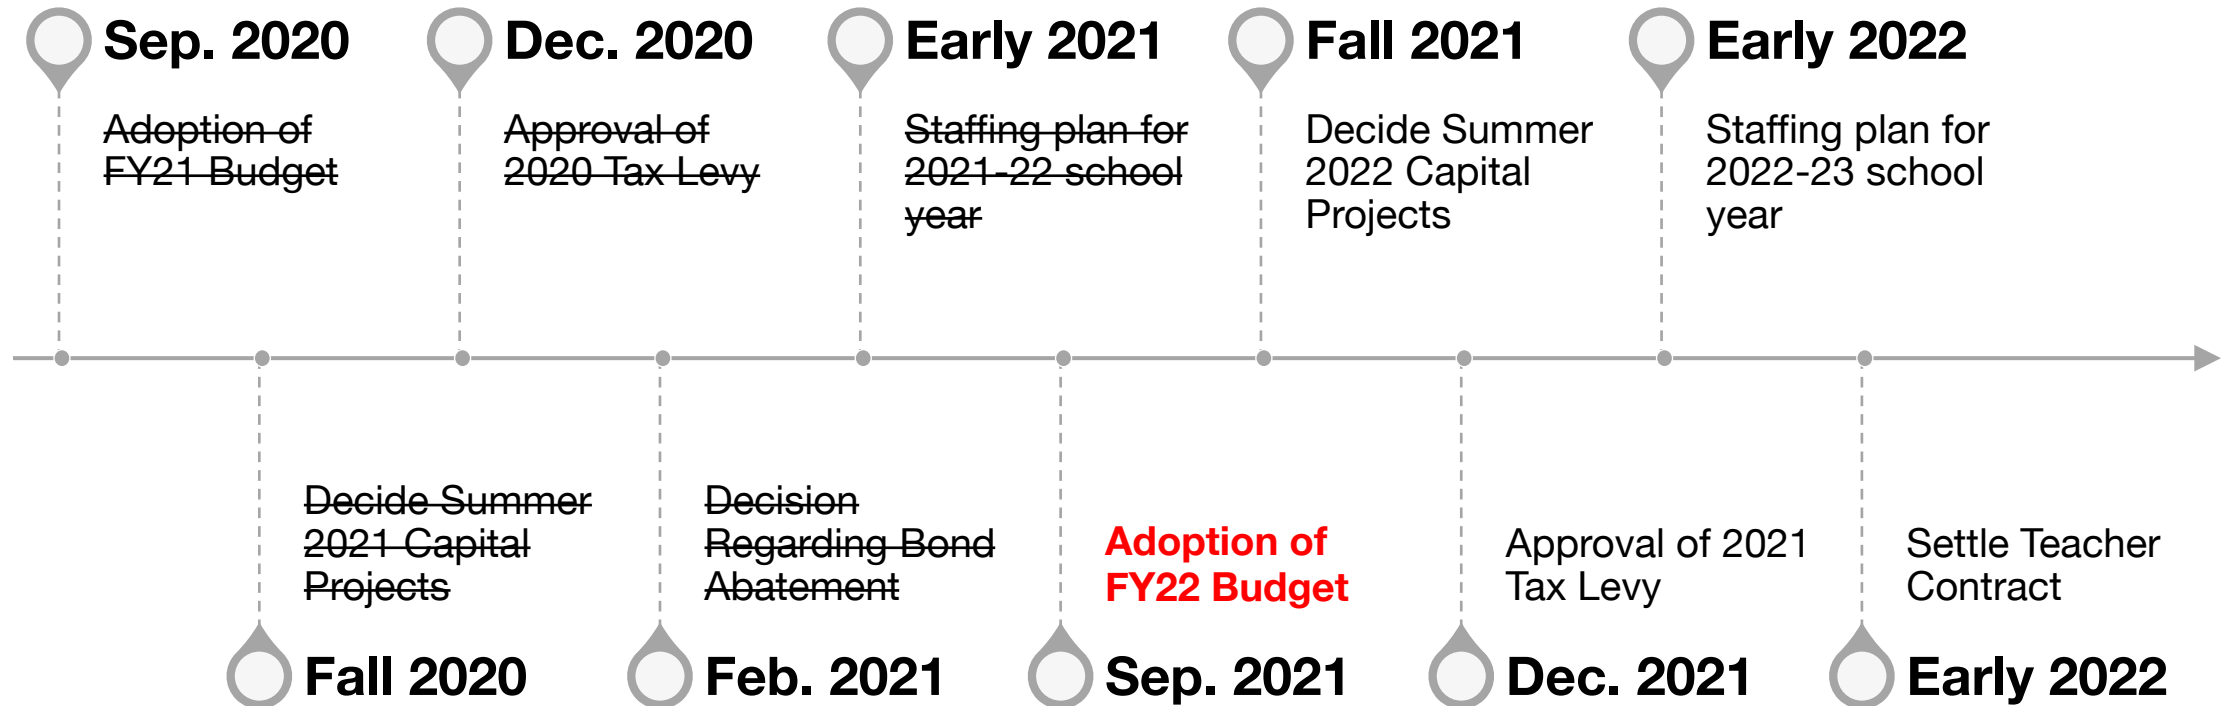 Sep. 2020
Adoption of
FY21 Budget
Dec. 2020
Approval of
2020 Tax Levy
Early 2021
Staffing plan for
2021-22 school
year
Fall 2021
Decide Summer
2022 Capital
Projects
Early 2022
Staffing plan for
2022-23 school
year
Decide Summer
2021 Capital
Projects
Fall 2020
Decision
Regarding Bond
Abatement
Feb. 2021
Adoption of
FY22 Budget
Sep. 2021
Approval of 2021
Tax Levy
Dec. 2021
Settle Teacher
Contract
Early 2022